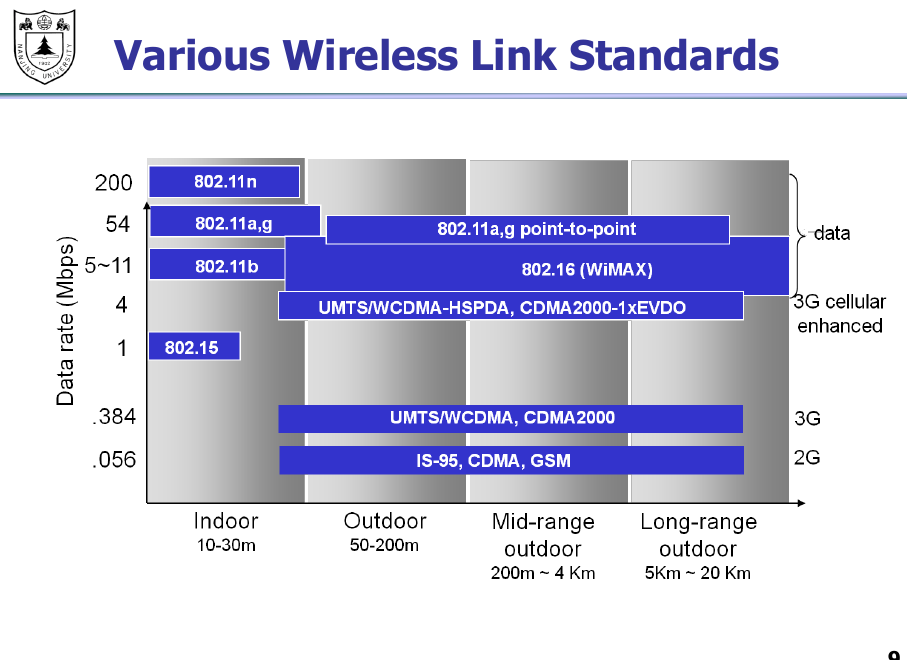 NANJING UNIVERSITY
1902
Various Wireless Link Standards
Data rate (Mbps)
200
802.11n
54
802.11a,g
802.11a,g point-to-point
data
5~11
802.11b
802.16 (WiMAX)
4
UMTS/WCDMA-HSPDA, CDMA2000-1xEVDO
3G cellular
enhanced
1
802.15
.384
UMTS/WCDMA, CDMA2000
3G
.056
IS-95, CDMA, GSM
2G
Indoor
10-30m
Outdoor
50-200m
Mid-range
outdoor
200m ~ 4 Km
Long-range
outdoor
5Km ~ 20 Km
9